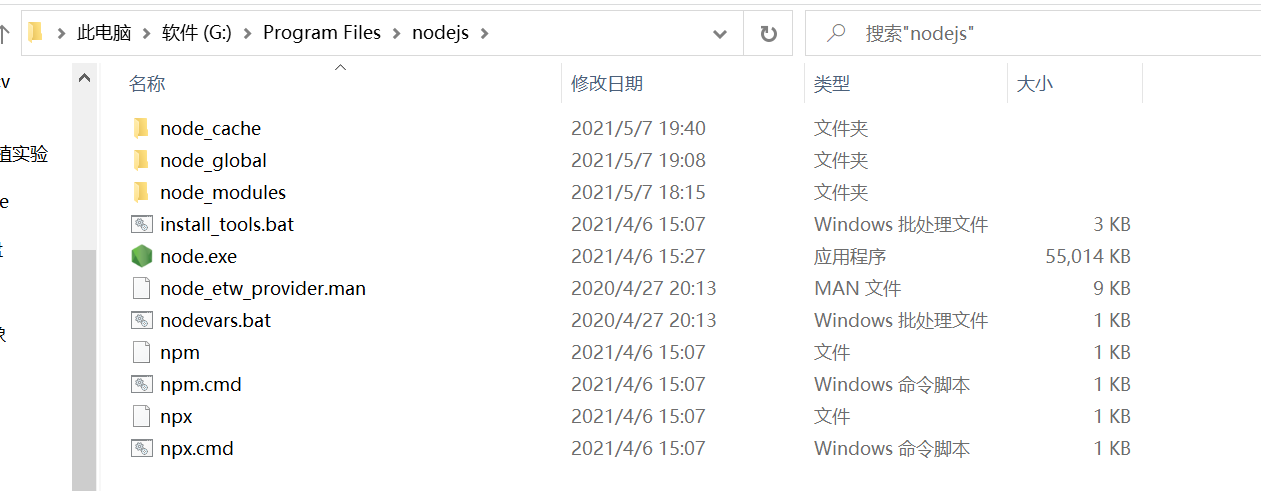 此电脑 > 软件 (G:) > Program Files > nodejs >
搜索"nodejs"
名称 修改日期 类型 大小
node_cache 2021/5/7 19:40 文件夹
node_global 2021/5/7 19:08 文件夹
node_modules 2021/5/7 18:15 文件夹
install_tools.bat 2021/4/6 15:07 Windows 批处理文件 3 KB
node.exe 2021/4/6 15:27 应用程序 55,014 KB
node_etw_provider.man 2020/4/27 20:13 MAN 文件 9 KB
nodevars.bat 2020/4/27 20:13 Windows 批处理文件 1 KB
npm 2021/4/6 15:07 文件 1 KB
npm.cmd 2021/4/6 15:07 Windows 命令脚本 1 KB
npx 2021/4/6 15:07 文件 1 KB
npx.cmd 2021/4/6 15:07 Windows 命令脚本 1 KB
植实验